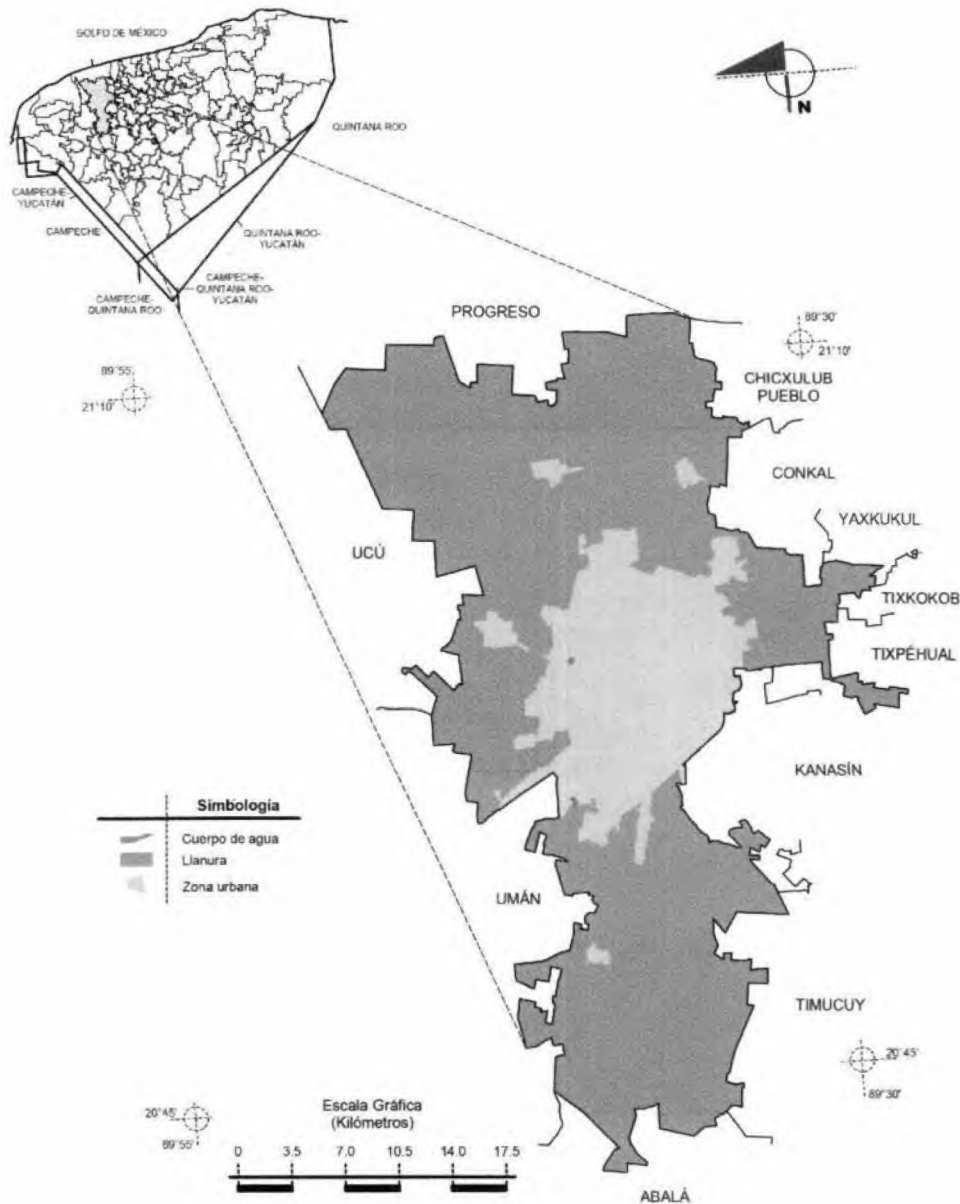 GOLFO DE MÉXICO
N
QUINTANA ROO
CAMPECHE-
YUCATÁN
CAMPECHE
QUINTANA ROO-
YUCATÁN
CAMPECHE-
QUINTANA ROO-
YUCATÁN
CAMPECHE-
QUINTANA ROO
PROGRESO
89°30'
21°10'
89°55'
21°10'
CHICXULUB
PUEBLO
CONKAL
YAXKUKUL
UCÚ
TIXKOKOB
TIXPÉHUAL
KANASÍN
Simbología
Cuerpo de agua
Llanura
Zona urbana
UMÁN
TIMUCUY
20°45'
89°30'
20°45'
89°55'
Escala Gráfica
(Kilómetros)
0 3.5 7.0 10.5 14.0 17.5
ABALÁ